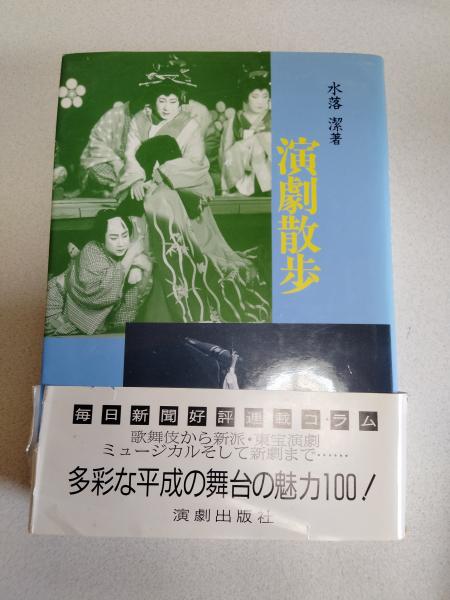 水落 潔著
演劇散歩
毎日新聞好評連載コラム
歌舞伎から新派・東宝演劇
ミュージカルそして新劇まで……
多彩な平成の舞台の魅力100!
演劇出版社